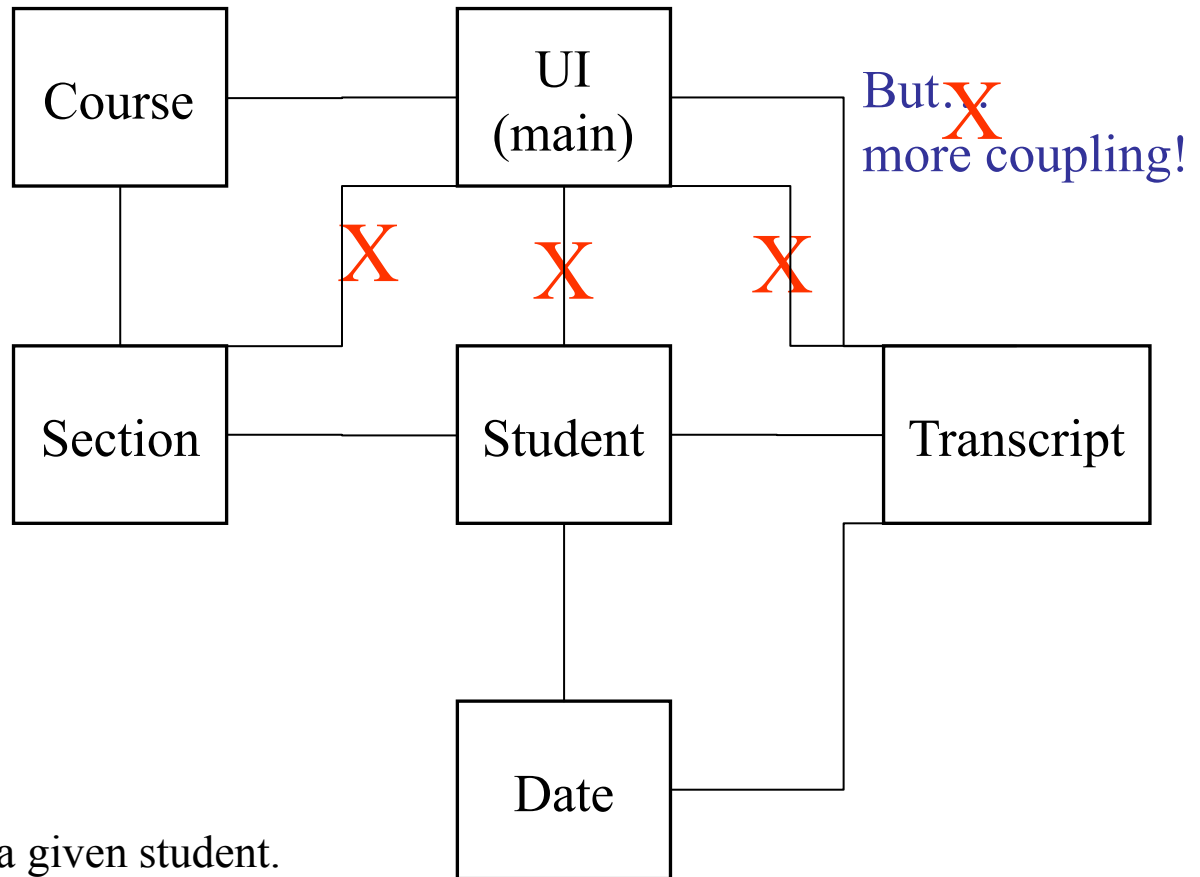 Course
UI
(main)
But…
X
more coupling!
X
X
X
Section
Student
Transcript
Date
a given student.